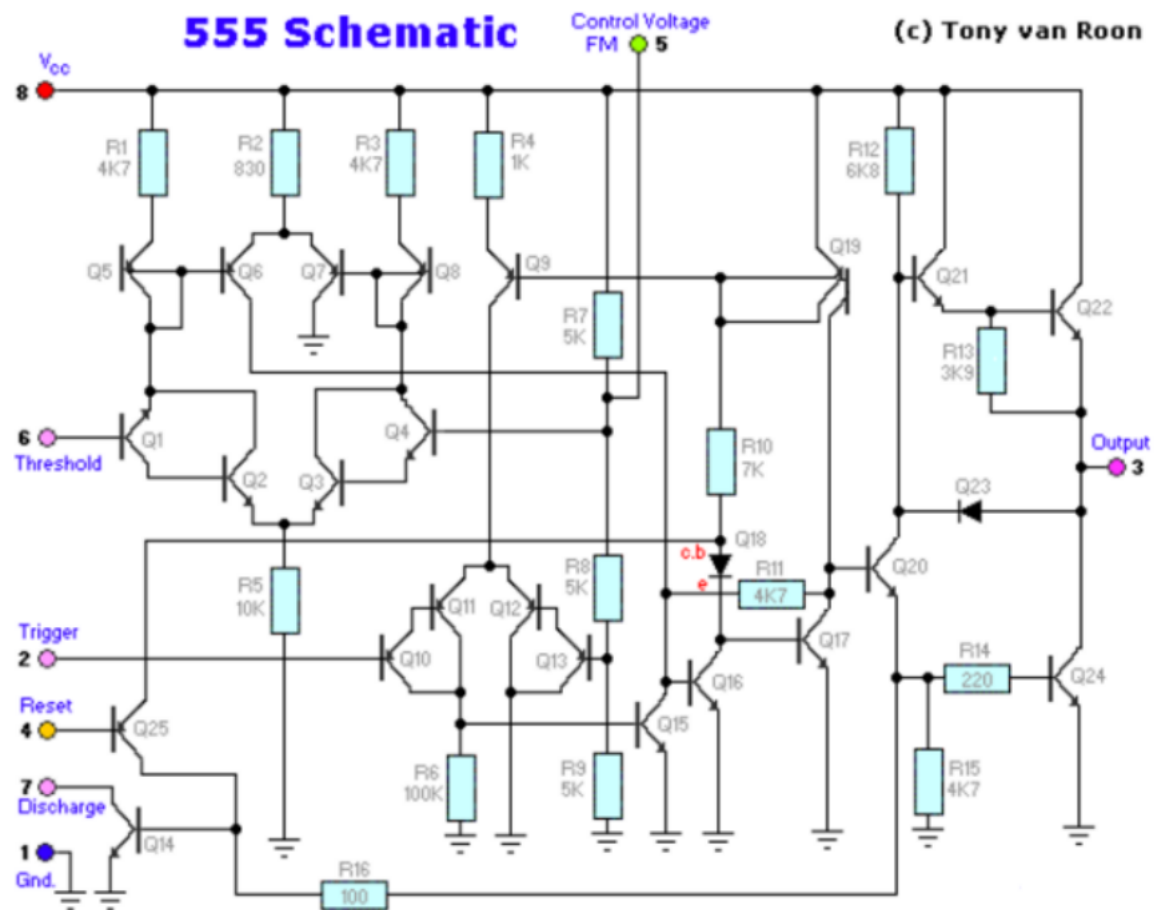 555 Schematic
Control Voltage
FM 5
(c) Tony van Roon
Vcc
8
R1
4K7
R2
830
R3
4K7
R4
1K
R12
6K8
Q5
Q6
Q7
Q8
Q9
Q19
Q21
Q22
R7
5K
R13
3K9
6
Threshold
Q1
Q2
Q3
Q4
R10
7K
Output
3
Q23
Q18
c.b
e
R5
10K
R8
5K
R11
4K7
Q20
Q11
Q12
Trigger
2
Q10
Q13
Q17
R14
220
Q24
Reset
4
Q25
Q15
Q16
7
Discharge
R6
100K
R9
5K
R15
4K7
Q14
1
Gnd.
R16
100